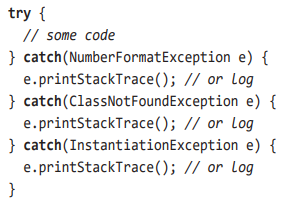 try {
  // some code
} catch(NumberFormatException e) {
  e.printStackTrace(); // or log
} catch(ClassNotFoundException e) {
  e.printStackTrace(); // or log
} catch(InstantiationException e) {
  e.printStackTrace(); // or log
}